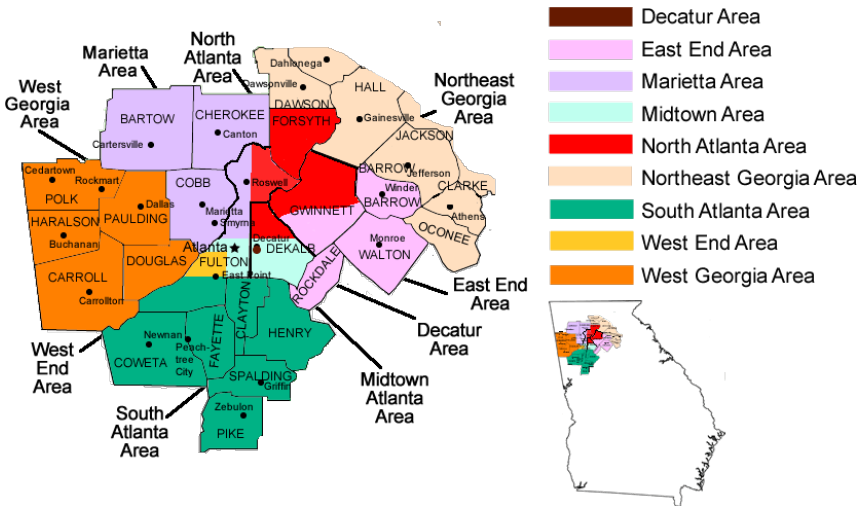 Marietta
Area
North
Atlanta
Area
West
Georgia
Area
Northeast
Georgia
Area
Dahlonega
Dawsonville
DAWSON
HALL
Gainesville
FORSYTH
BARTOW
Cartersville
CHEROKEE
Canton
JACKSON
Jefferson
BARROW
Winder
BARROW
CLARKE
Athens
OCONEE
Cedartown
Rockmart
POLK
HARALSON
Buchanan
PAULDING
Dallas
COBB
Marietta
Smyrna
Roswell
GWINNETT
Monroe
WALTON
Atlanta
Decatur
DEKALB
FULTON
East Point
DOUGLAS
CARROLL
Carrollton
ROCKDALE
CLAYTON
HENRY
FAYETTE
Newnan
Peach-
tree
City
COWETA
SPALDING
Griffin
Zebulon
PIKE
East End
Area
Decatur
Area
Midtown
Atlanta
Area
West
End
Area
South
Atlanta
Area
Decatur Area
East End Area
Marietta Area
Midtown Area
North Atlanta Area
Northeast Georgia Area
South Atlanta Area
West End Area
West Georgia Area